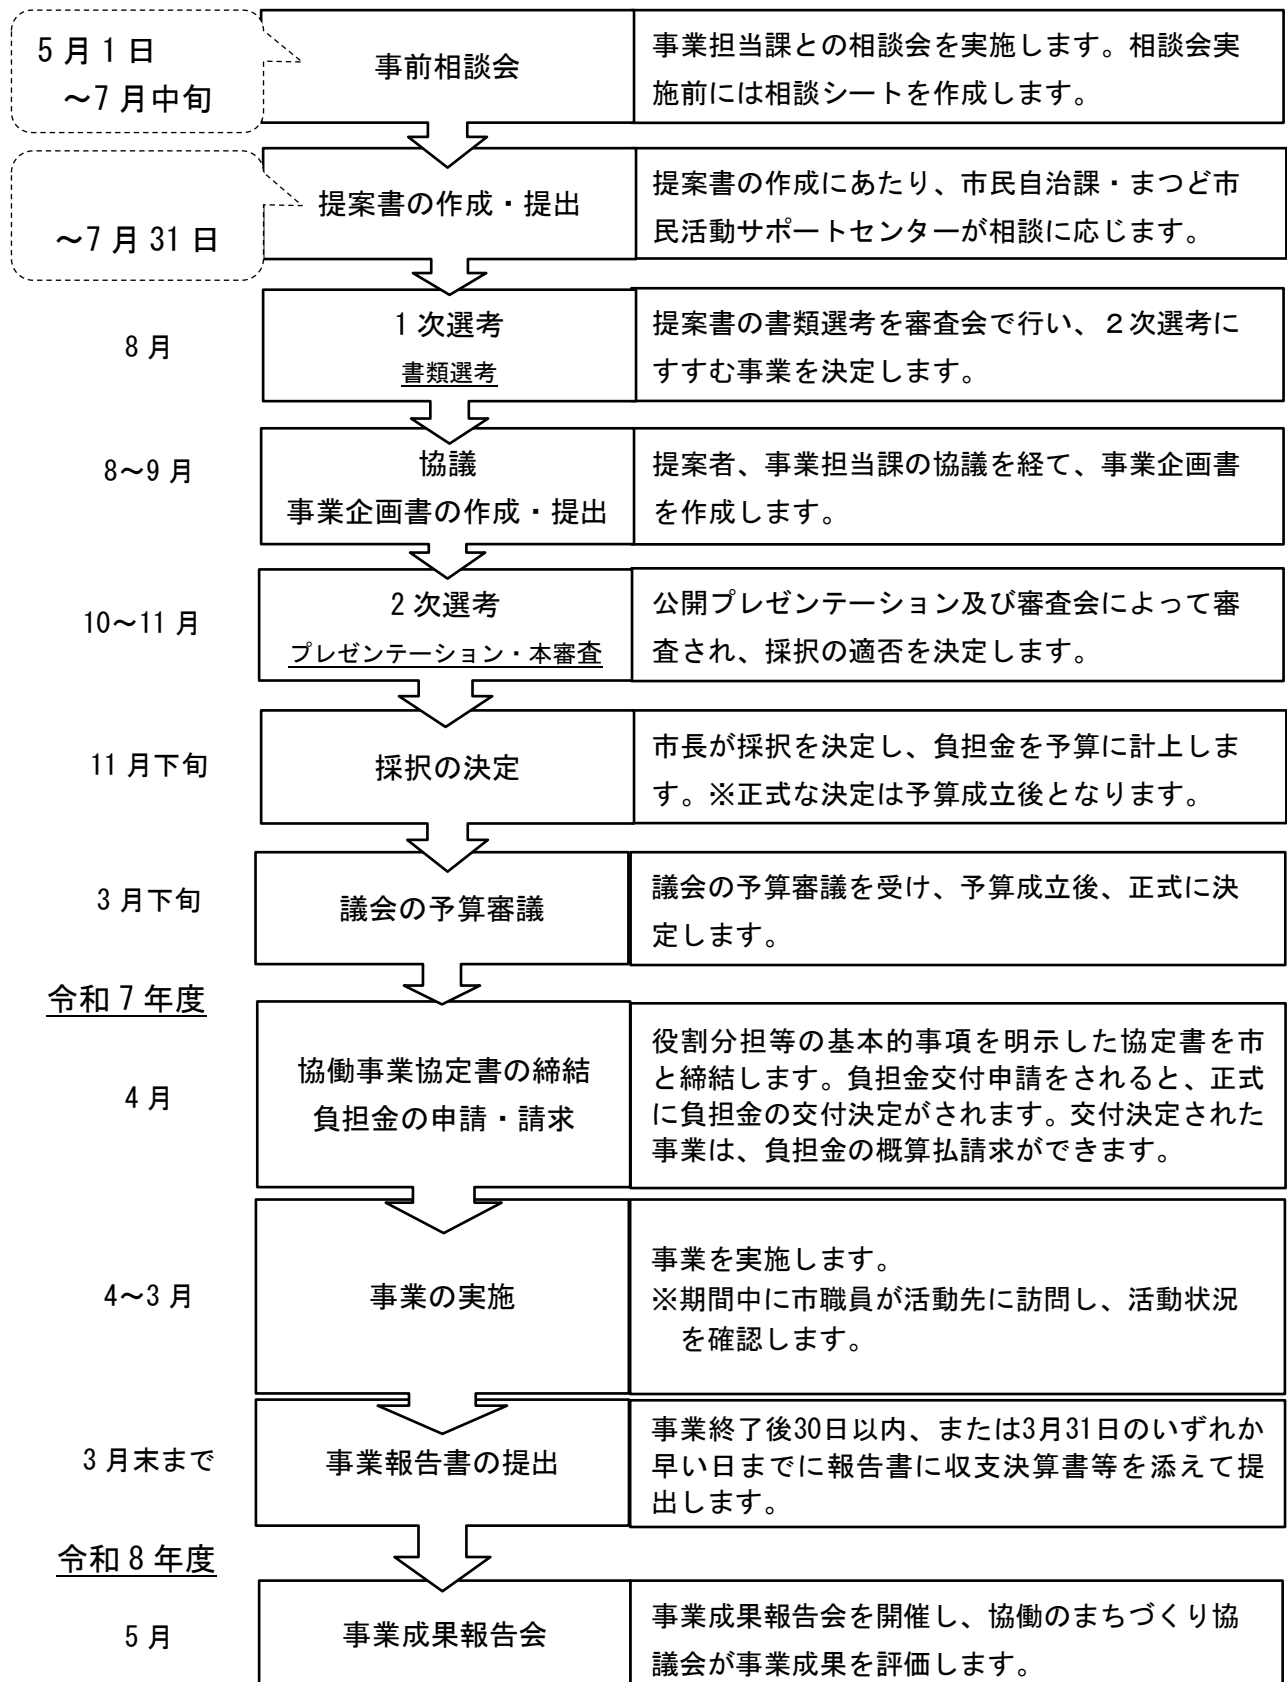 5月1日
～7月中旬
事前相談会
事業担当課との相談会を実施します。相談会実
施前には相談シートを作成します。
～7月31日
提案書の作成・提出
提案書の作成にあたり、市民自治課・まつど市
民活動サポートセンターが相談に応じます。
8月
1次選考
書類選考
提案書の書類選考を審査会で行い、２次選考に
すすむ事業を決定します。
8～9月
協議
事業企画書の作成・提出
提案者、事業担当課の協議を経て、事業企画書
を作成します。
10～11月
2次選考
プレゼンテーション・本審査
公開プレゼンテーション及び審査会によって審
査され、採択の適否を決定します。
11月下旬
採択の決定
市長が採択を決定し、負担金を予算に計上しま
す。※正式な決定は予算成立後となります。
3月下旬
議会の予算審議
議会の予算審議を受け、予算成立後、正式に決
定します。
令和7年度
4月
協働事業協定書の締結
負担金の申請・請求
役割分担等の基本的事項を明示した協定書を市
と締結します。負担金交付申請をされると、正式
に負担金の交付決定がされます。交付決定された
事業は、負担金の概算払請求ができます。
4～3月
事業の実施
事業を実施します。
※期間中に市職員が活動先に訪問し、活動状況
を確認します。
3月末まで
事業報告書の提出
事業終了後30日以内、または3月31日のいずれか
早い日までに報告書に収支決算書等を添えて提
出します。
令和8年度
5月
事業成果報告会
事業成果報告会を開催し、協働のまちづくり協
議会が事業成果を評価します。